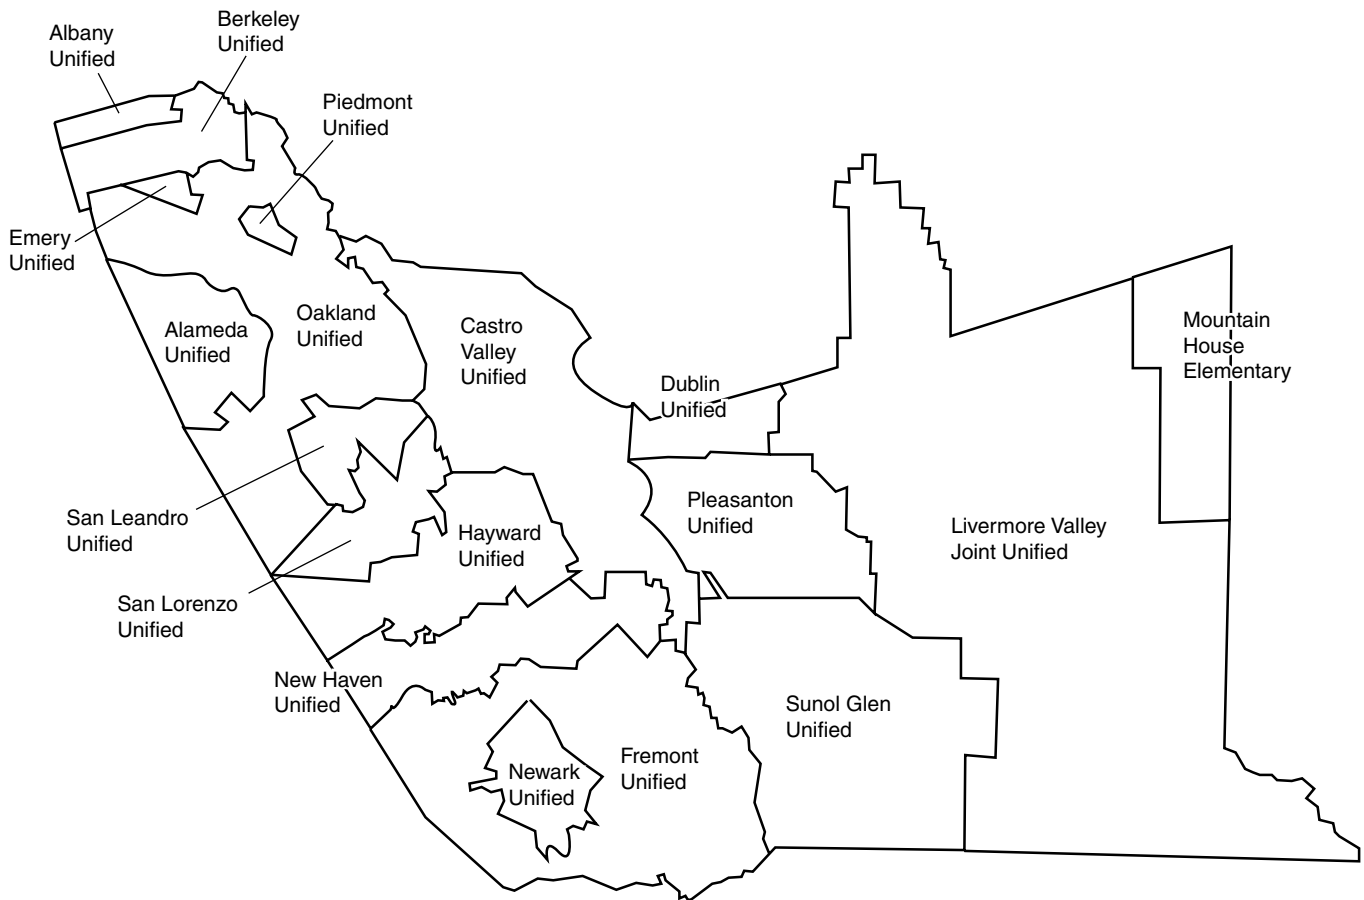 Albany
Unified
Berkeley
Unified
Piedmont
Unified
Emery
Unified
Alameda
Unified
Oakland
Unified
Castro
Valley
Unified
Dublin
Unified
Mountain
House
Elementary
San Leandro
Unified
Hayward
Unified
Pleasanton
Unified
Livermore Valley
Joint Unified
San Lorenzo
Unified
New Haven
Unified
Newark
Unified
Fremont
Unified
Sunol Glen
Unified